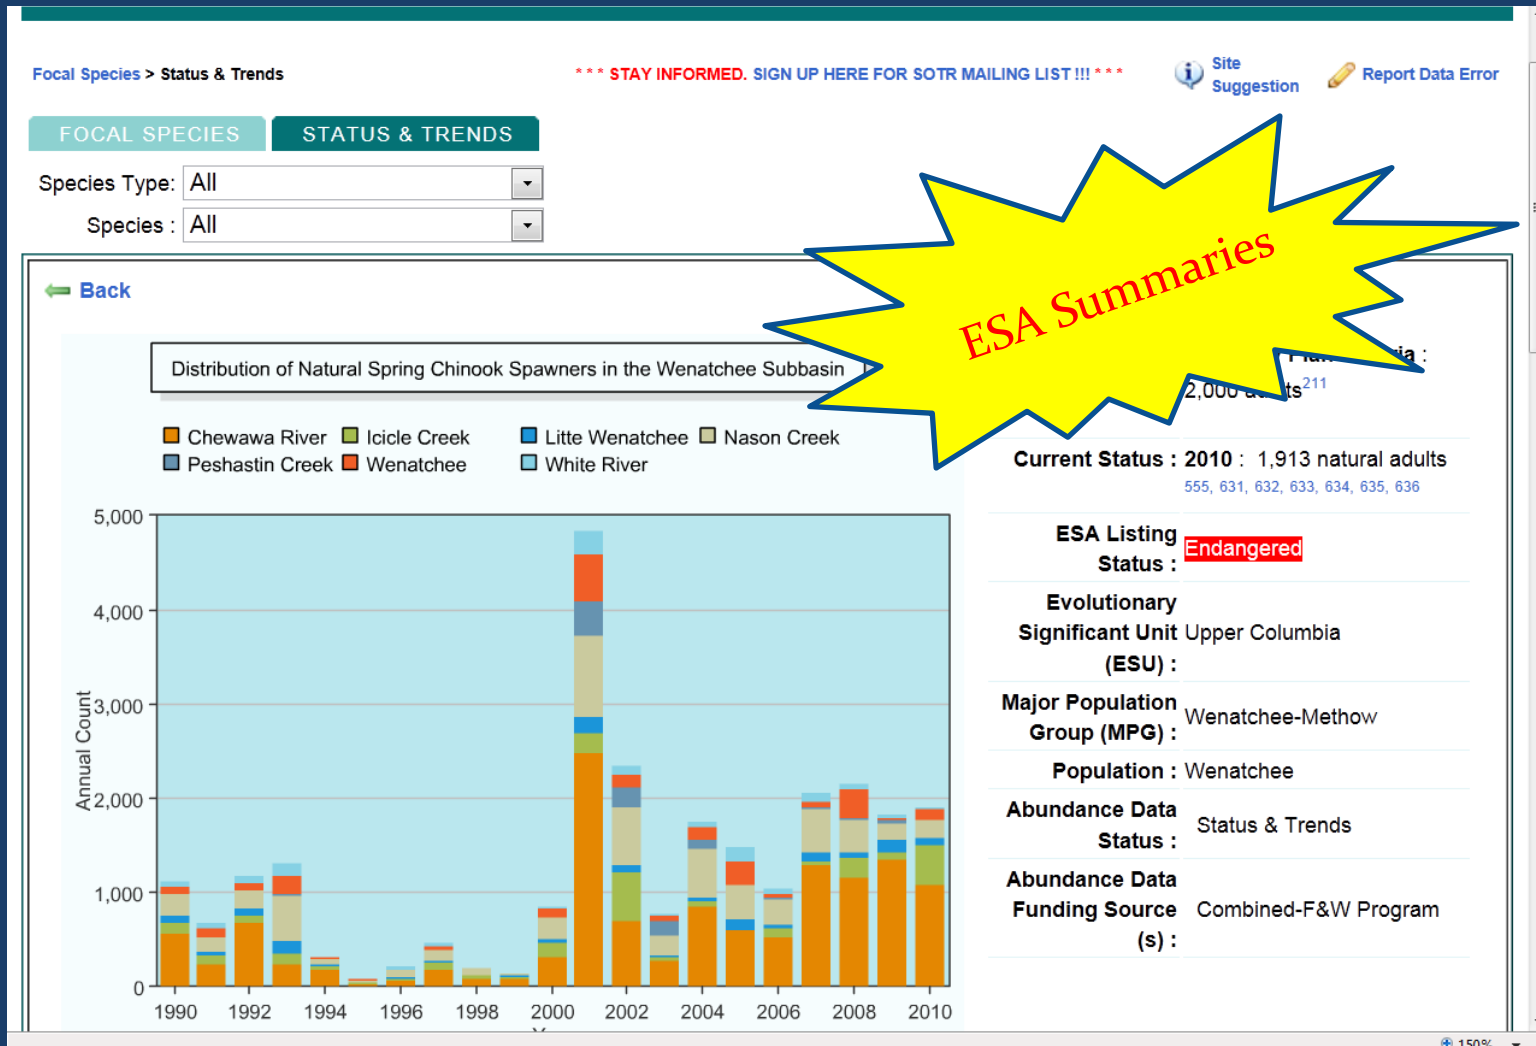 Focal Species > Status & Trends
* * * STAY INFORMED. SIGN UP HERE FOR SOTR MAILING LIST !!! * * *
Site
Suggestion
Report Data Error
FOCAL SPECIES
STATUS & TRENDS
Species Type: All
Species : All
Back
ESA Summaries
Distribution of Natural Spring Chinook Spawners in the Wenatchee Subbasin
Chewawa River
Icicle Creek
Litte Wenatchee
Nason Creek
Peshastin Creek
Wenatchee
White River
5,000
4,000
3,000
2,000
1,000
0
Annual Count
1990 1992 1994 1996 1998 2000 2002 2004 2006 2008 2010
2,000
211
Current Status : 2010 : 1,913 natural adults
555, 631, 632, 633, 634, 635, 636
ESA Listing
Status :
Endangered
Evolutionary
Significant Unit
(ESU) :
Upper Columbia
Major Population
Group (MPG) :
Wenatchee-Methow
Population : Wenatchee
Abundance Data
Status :
Status & Trends
Abundance Data
Funding Source
(s) :
Combined-F&W Program
150%